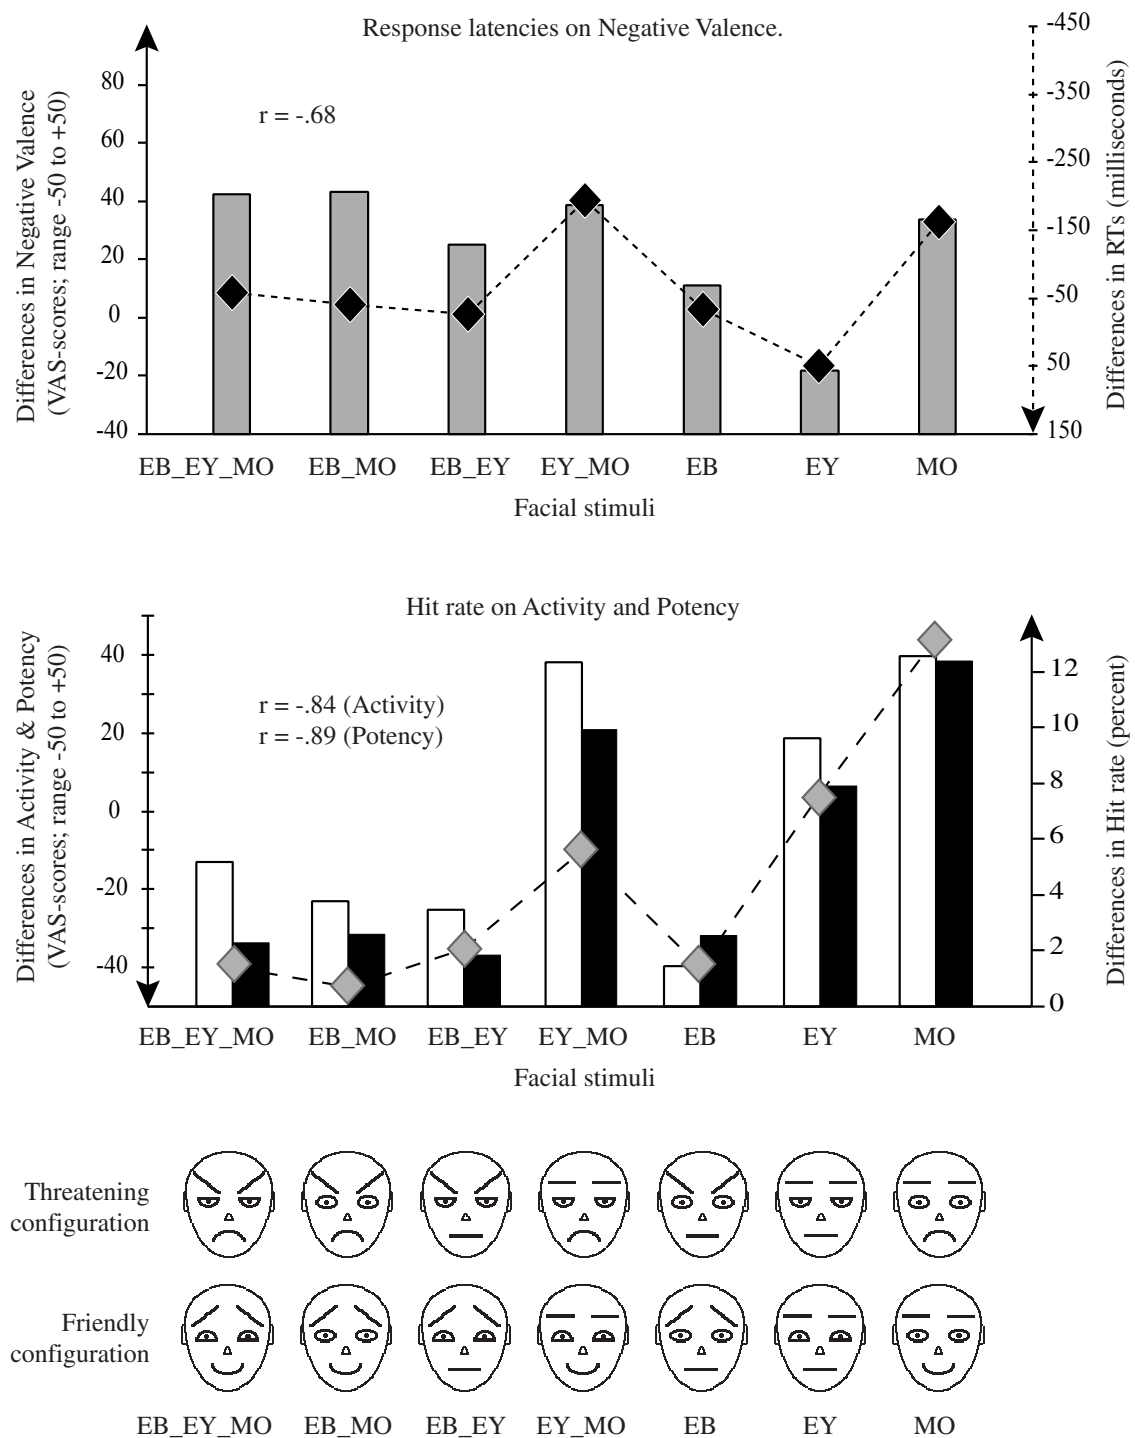 Response latencies on Negative Valence.
Differences in Negative Valence
(VAS-scores; range -50 to +50)
80
60
40
20
0
-20
-40
r = -.68
-450
-350
-250
-150
-50
50
150
Differences in RTs (milliseconds)
EB_EY_MO EB_MO EB_EY EY_MO EB EY MO
Facial stimuli
Hit rate on Activity and Potency
Differences in Activity & Potency
(VAS-scores; range -50 to +50)
40
20
0
-20
-40
r = -.84 (Activity)
r = -.89 (Potency)
12
10
8
6
4
2
0
Differences in Hit rate (percent)
EB_EY_MO EB_MO EB_EY EY_MO EB EY MO
Facial stimuli
Threatening
configuration
Friendly
configuration
EB_EY_MO EB_MO EB_EY EY_MO EB EY MO